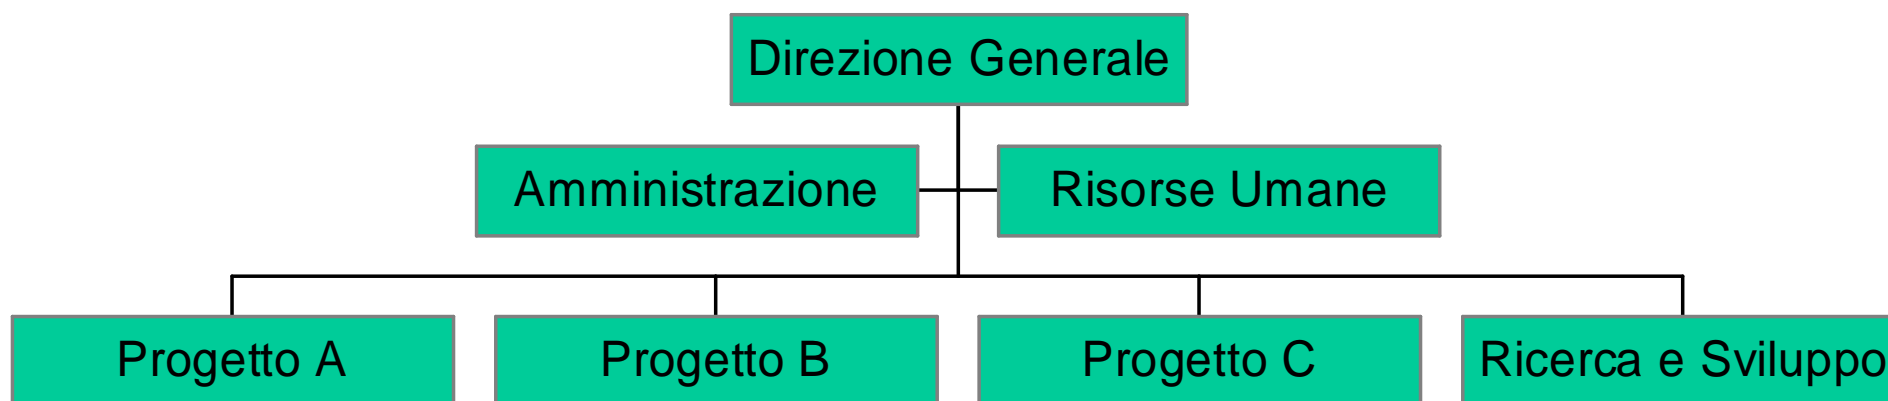 Direzione Generale
Amministrazione
Risorse Umane
Progetto A
Progetto B
Progetto C
Ricerca e Sviluppo